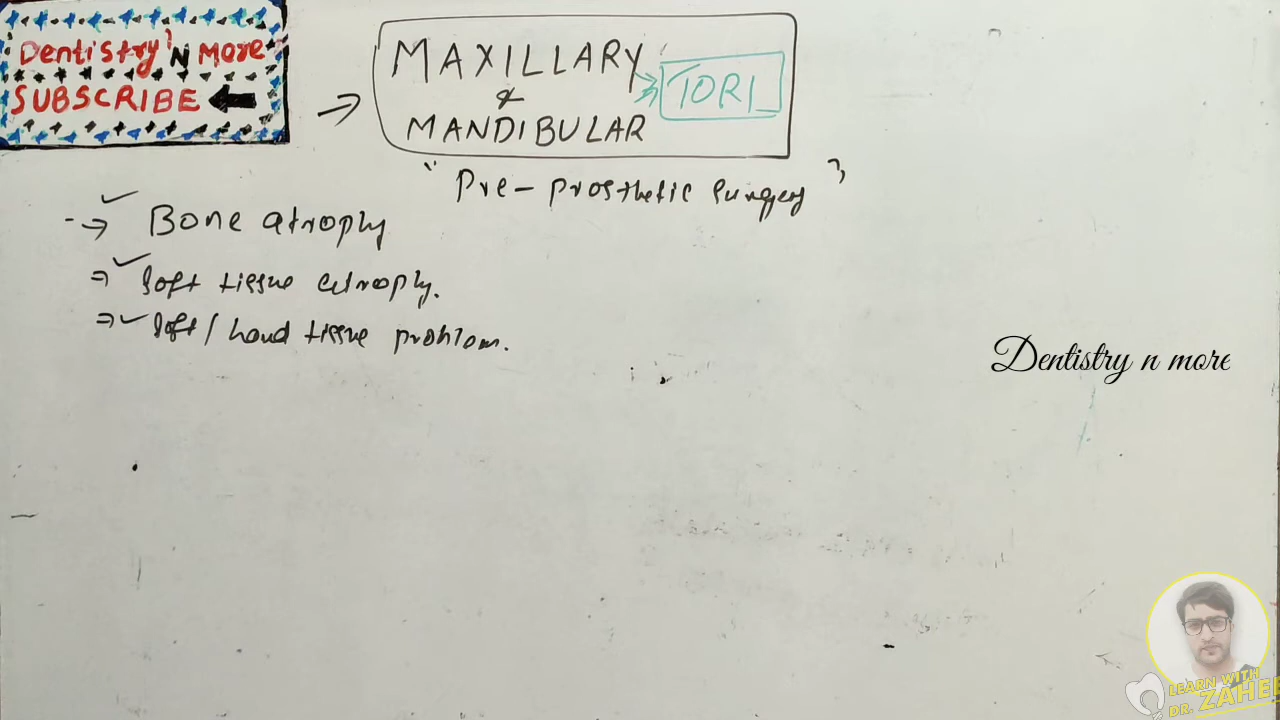 Dentistry 'N More
SUBSCRIBE
MAXILLARY
&
MANDIBULAR
TORI
"Pre-prosthetic surgery"
→ Bone atrophy
⇒ soft tissue atrophy.
⇒ soft/hard tissue problem.
Dentistry n more
LEARN WITH
DR. ZAHEE